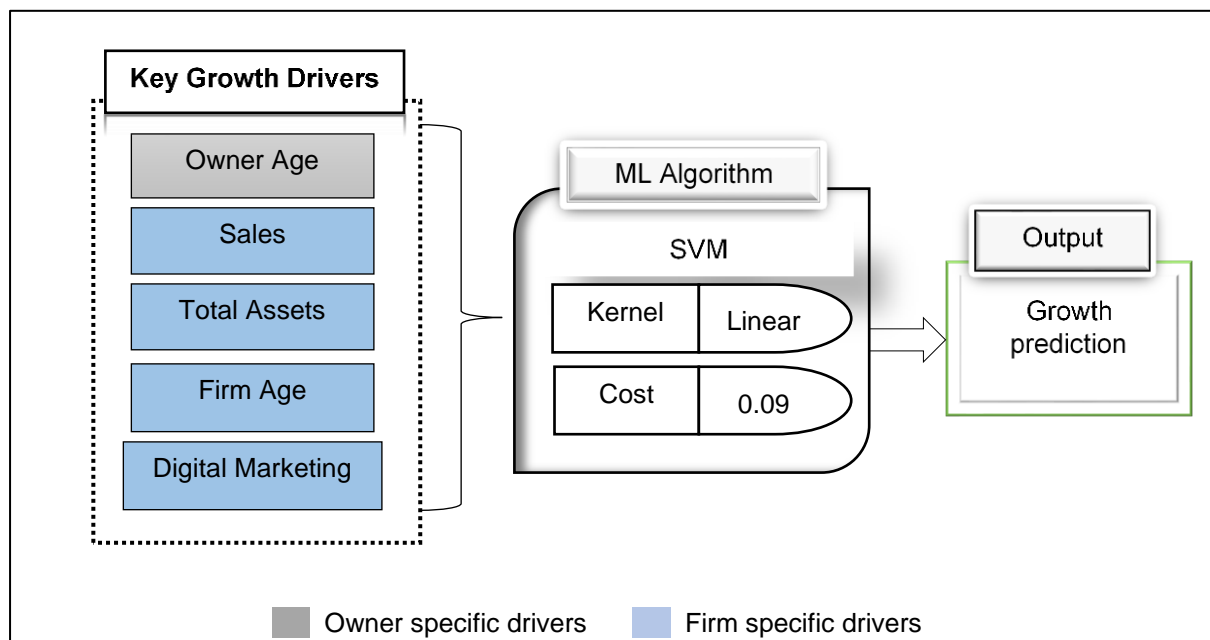 Key Growth Drivers
Owner Age
Sales
Total Assets
Firm Age
Digital Marketing
ML Algorithm
SVM
Kernel
Linear
Cost
0.09
Output
Growth
prediction
Owner specific drivers
Firm specific drivers